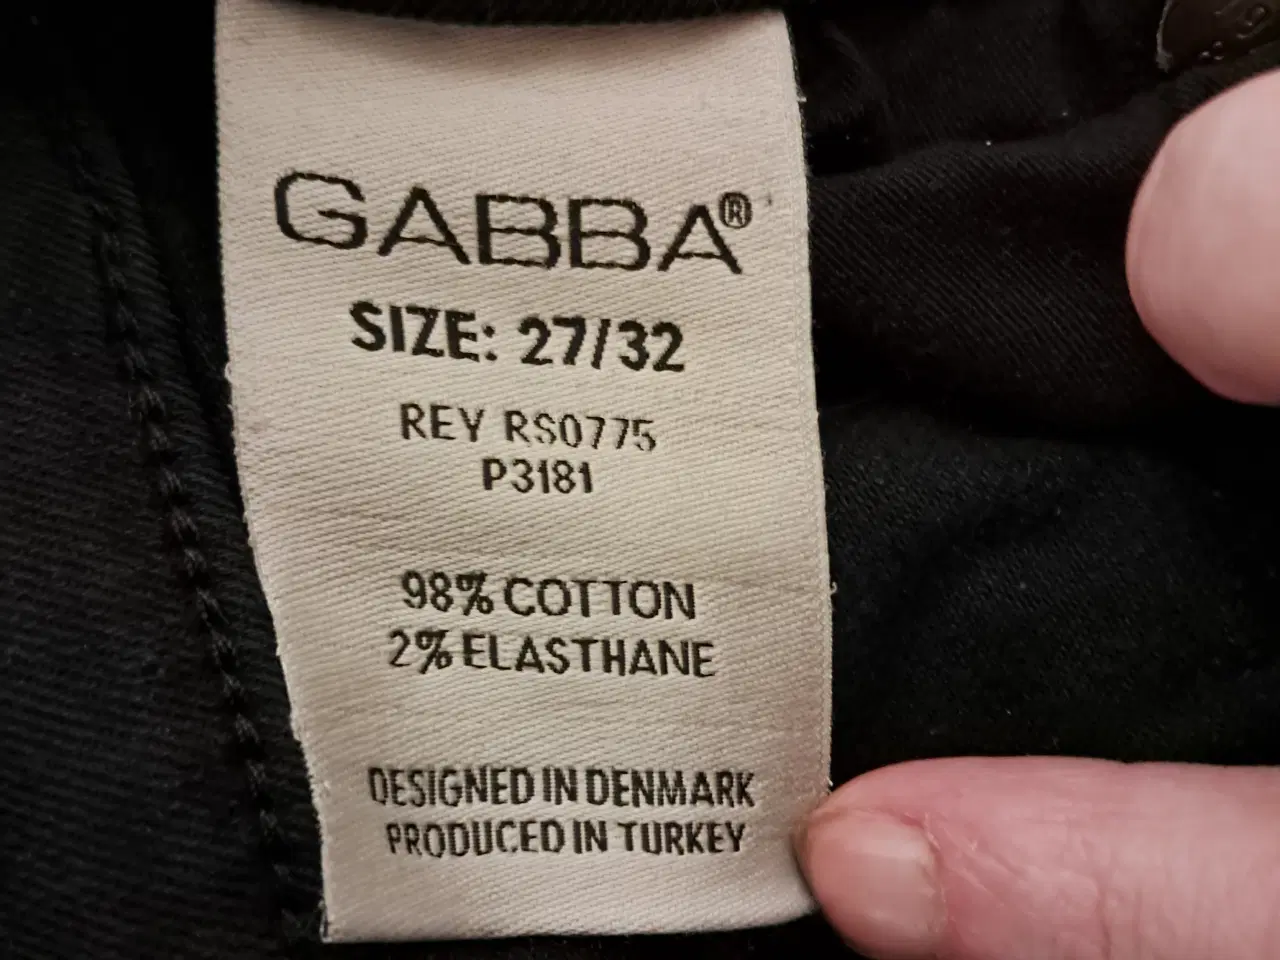 GABBA®
SIZE: 27/32
REY RS0775
P3181
98% COTTON
2% ELASTHANE
DESIGNED IN DENMARK
PRODUCED IN TURKEY